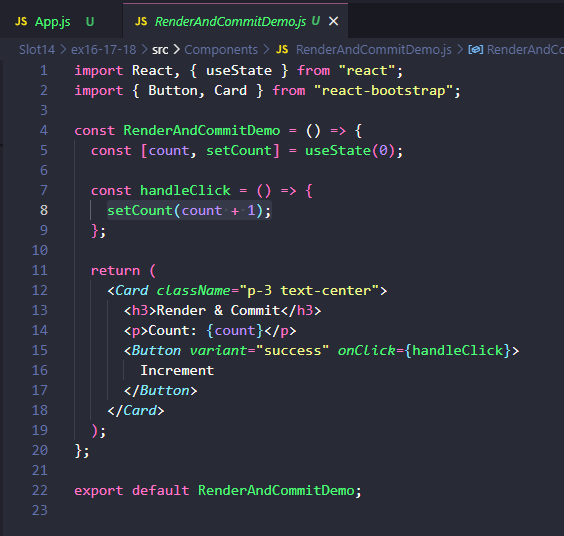 JS App.js U JS RenderAndCommitDemo.js U ×
Slot14 > ex16-17-18 > src > Components > JS RenderAndCommitDemo.js > RenderAndCo
1 import React, { useState } from "react";
2 import { Button, Card } from "react-bootstrap";
3
4 const RenderAndCommitDemo = () => {
5 const [count, setCount] = useState(0);
6
7 const handleClick = () => {
8 setCount(count + 1);
9 };
10
11 return (
12 <Card className="p-3 text-center">
13 <h3>Render & Commit</h3>
14 <p>Count: {count}</p>
15 <Button variant="success" onClick={handleClick}>
16 Increment
17 </Button>
18 </Card>
19 );
20 };
21
22 export default RenderAndCommitDemo;
23